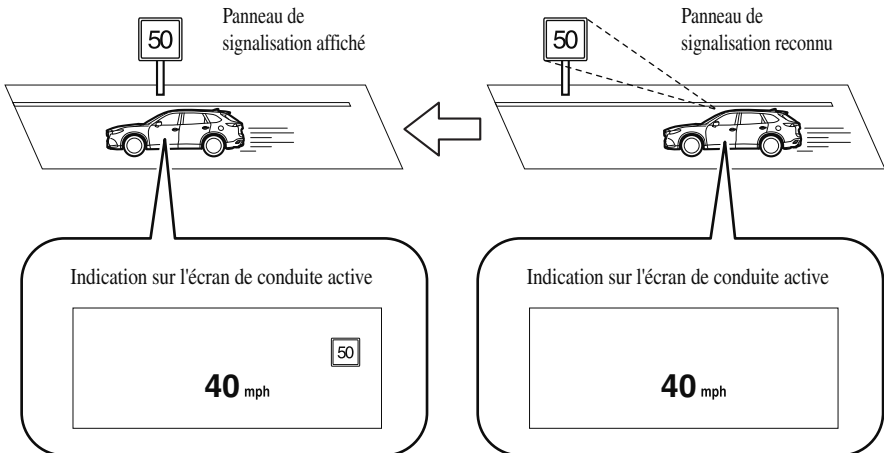 50
Panneau de
signalisation affiché
50
Panneau de
signalisation reconnu
Indication sur l'écran de conduite active
50
40 mph
Indication sur l'écran de conduite active
40 mph